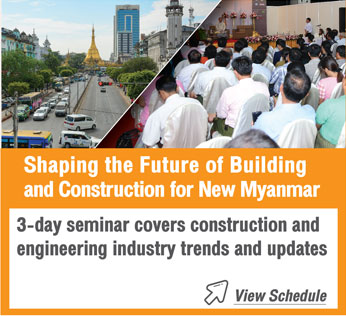 Shaping the Future of Building
and Construction for New Myanmar
3-day seminar covers construction and
engineering industry trends and updates
View Schedule